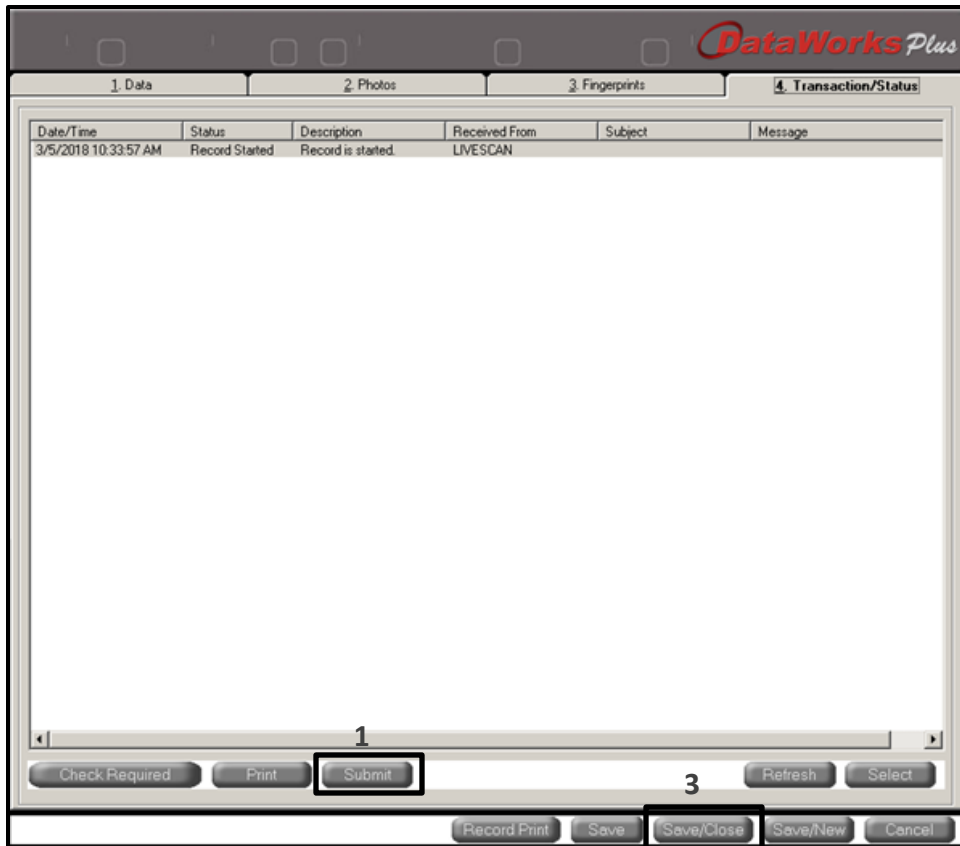 DataWorks Plus
1. Data 2. Photos 3. Fingerprints 4. Transaction/Status
Date/Time Status Description Received From Subject Message
3/5/2018 10:33:57 AM Record Started Record is started. LIVESCAN
1
Check Required Print Submit Refresh Select
3
Record Print Save Save/Close Save/New Cancel